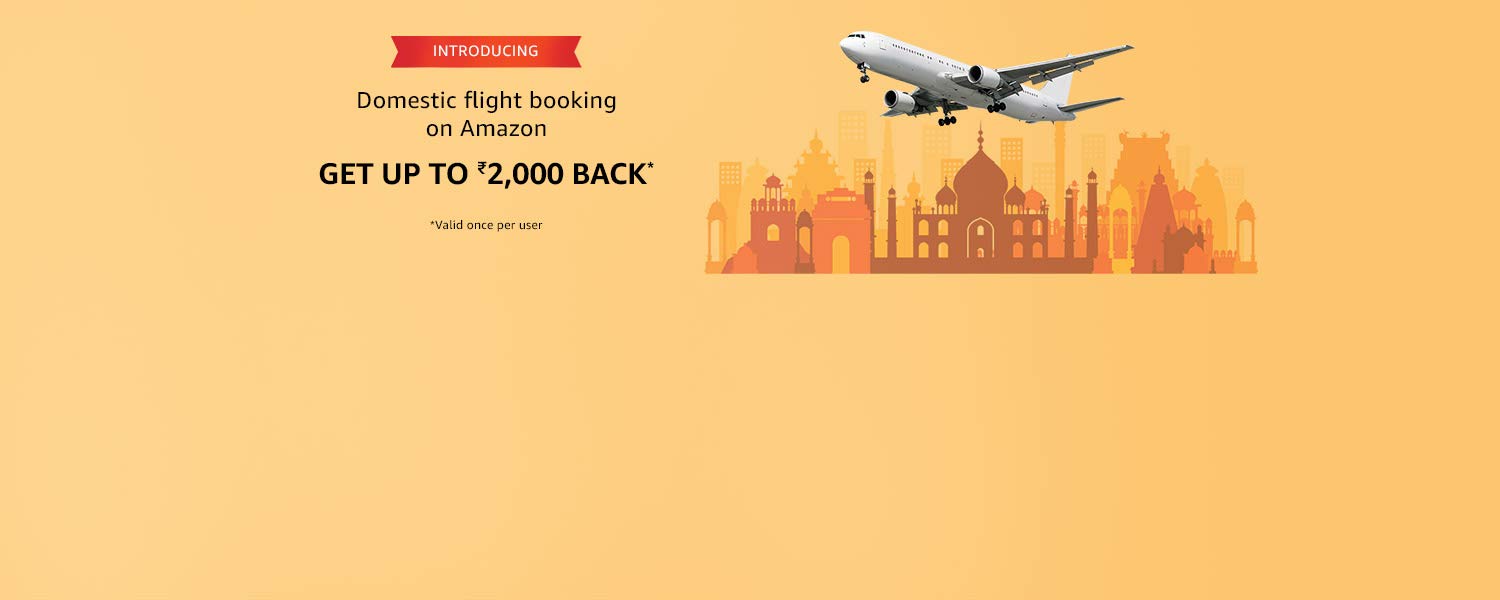 INTRODUCING
Domestic flight booking
on Amazon
GET UP TO ₹2,000 BACK*
*Valid once per user